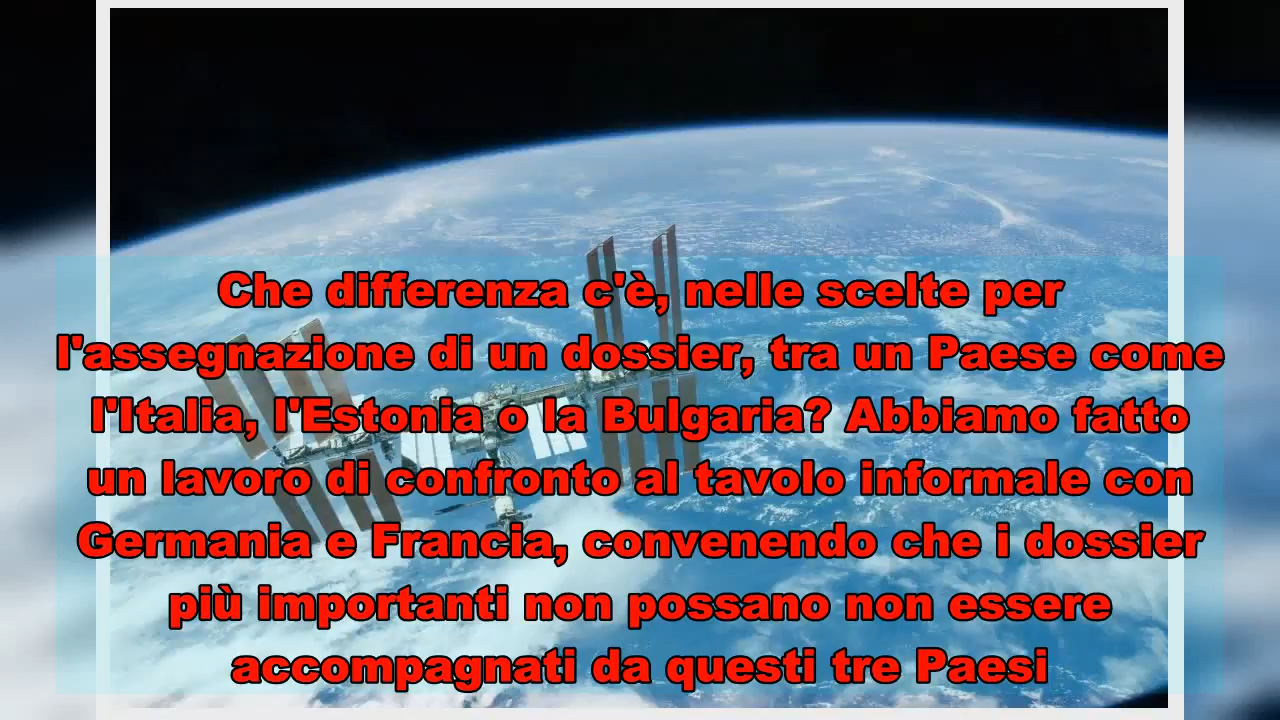 Che differenza c'è, nelle scelte per
l'assegnazione di un dossier, tra un Paese come
l'Italia, l'Estonia o la Bulgaria? Abbiamo fatto
un lavoro di confronto al tavolo informale con
Germania e Francia, convenendo che i dossier
più importanti non possano non essere
accompagnati da questi tre Paesi